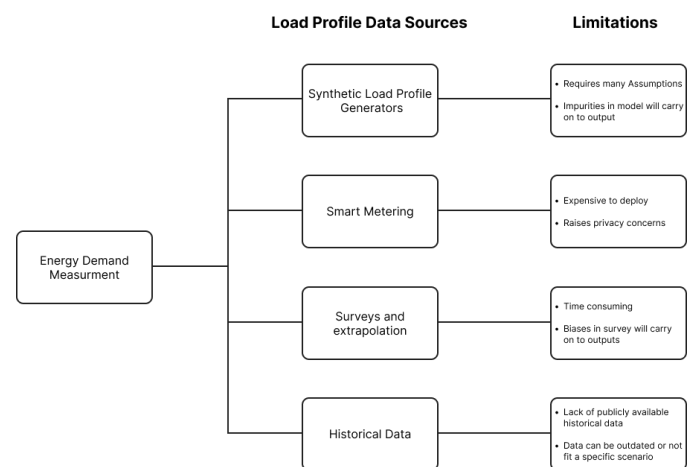 Load Profile Data Sources
Limitations
Synthetic Load Profile
Generators
• Requires many Assumptions
• Impurities in model will carry
on to output
Smart Metering
• Expensive to deploy
• Raises privacy concerns
Energy Demand
Measurment
Surveys and
extrapolation
• Time consuming
• Biases in survey will carry
on to outputs
Historical Data
• Lack of publicly available
historical data
• Data can be outdated or not
fit a specific scenario